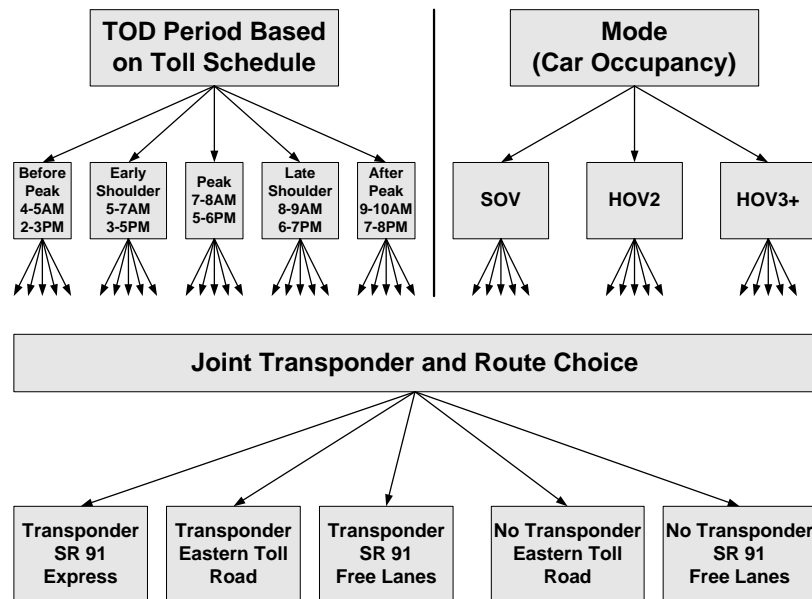 TOD Period Based
on Toll Schedule
Mode
(Car Occupancy)
Before
Peak
4-5AM
2-3PM
Early
Shoulder
5-7AM
3-5PM
Peak
7-8AM
5-6PM
Late
Shoulder
8-9AM
6-7PM
After
Peak
9-10AM
7-8PM
SOV
HOV2
HOV3+
Joint Transponder and Route Choice
Transponder
SR 91
Express
Transponder
Eastern Toll
Road
Transponder
SR 91
Free Lanes
No Transponder
Eastern Toll
Road
No Transponder
SR 91
Free Lanes